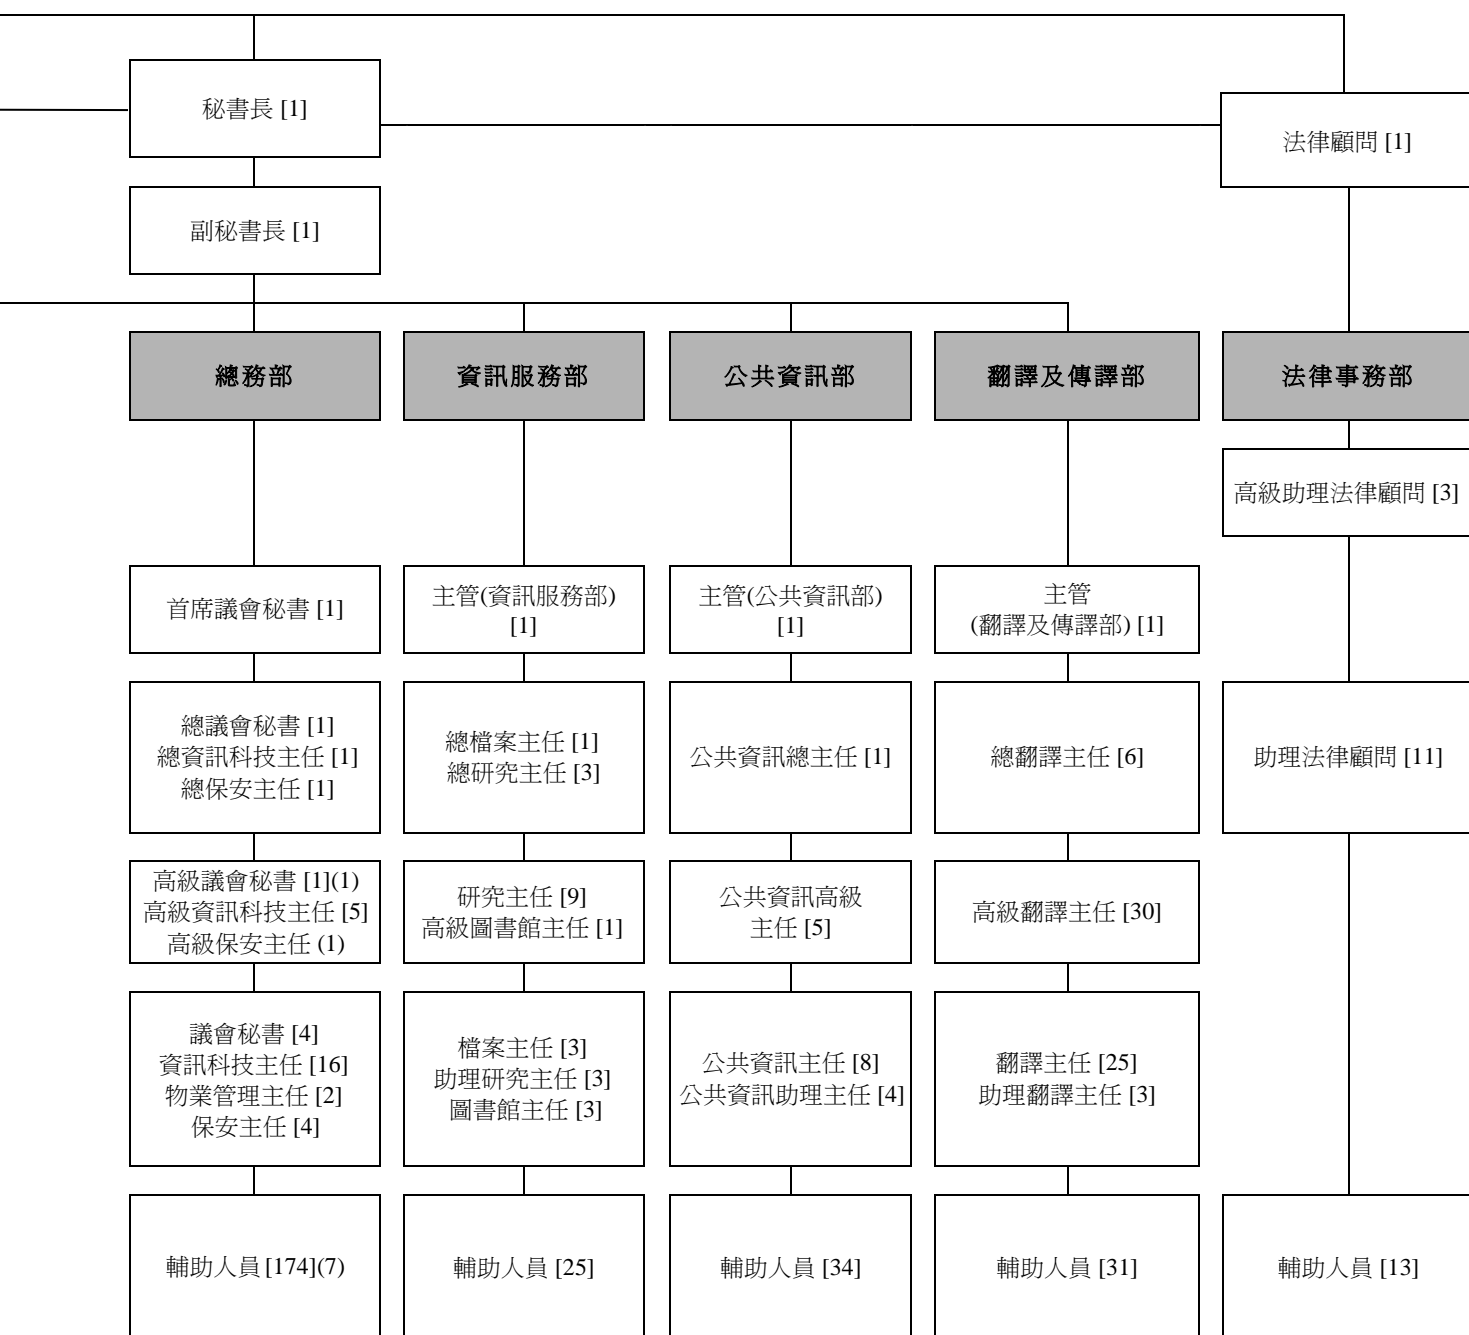 秘書長 [1]
法律顧問 [1]
副秘書長 [1]
總務部
資訊服務部
公共資訊部
翻譯及傳譯部
法律事務部
高級助理法律顧問 [3]
首席議會秘書 [1]
主管(資訊服務部)
[1]
主管(公共資訊部)
[1]
主管
(翻譯及傳譯部) [1]
總議會秘書 [1]
總資訊科技主任 [1]
總保安主任 [1]
總檔案主任 [1]
總研究主任 [3]
公共資訊總主任 [1]
總翻譯主任 [6]
助理法律顧問 [11]
高級議會秘書 [1](1)
高級資訊科技主任 [5]
高級保安主任 (1)
研究主任 [9]
高級圖書館主任 [1]
公共資訊高級
主任 [5]
高級翻譯主任 [30]
議會秘書 [4]
資訊科技主任 [16]
物業管理主任 [2]
保安主任 [4]
檔案主任 [3]
助理研究主任 [3]
圖書館主任 [3]
公共資訊主任 [8]
公共資訊助理主任 [4]
翻譯主任 [25]
助理翻譯主任 [3]
輔助人員 [174](7)
輔助人員 [25]
輔助人員 [34]
輔助人員 [31]
輔助人員 [13]